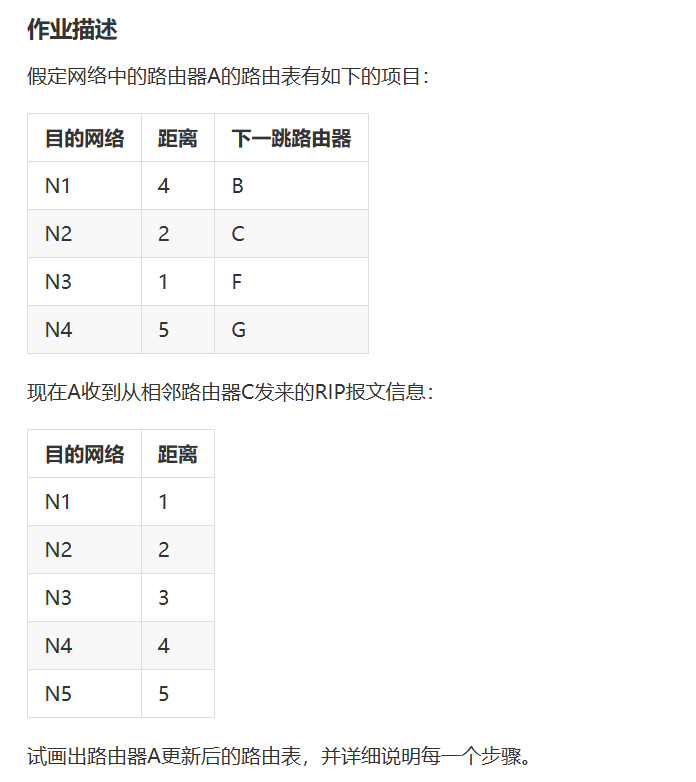 作业描述
假定网络中的路由器A的路由表有如下的项目：
目的网络 距离 下一跳路由器
N1 4 B
N2 2 C
N3 1 F
N4 5 G
现在A收到从相邻路由器C发来的RIP报文信息：
目的网络 距离
N1 1
N2 2
N3 3
N4 4
N5 5
试画出路由器A更新后的路由表，并详细说明每一个步骤。